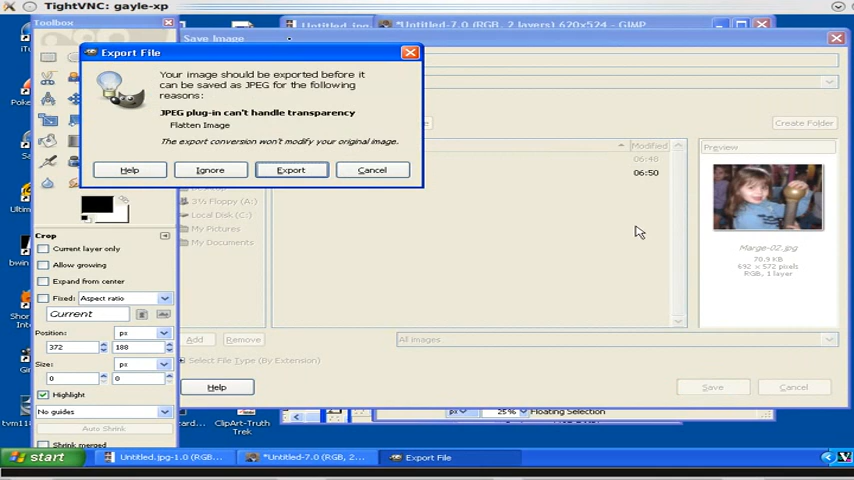 TightVNC: gayle-xp
Toolbox
*Untitled-7.0 (RGB, 2 layers) 620x524 – GIMP
Save Image
Export File
Your image should be exported before it
can be saved as JPEG for the following
reasons:
JPEG plug-in can't handle transparency
Flatten Image
The export conversion won't modify your original image.
Help
Ignore
Export
Cancel
Create Folder
Modified
06:48
06:50
Preview
Marge-02.jpg
70.9 KB
692 × 572 pixels
RGB, 1 layer
3½ Floppy (A:)
Local Disk (C:)
My Pictures
My Documents
Add
Remove
All images
Select File Type (By Extension)
Help
Save
Cancel
Crop
Current layer only
Allow growing
Expand from center
Fixed:
Aspect ratio
Current
Position:
px
372
188
Size:
px
0
0
Highlight
No guides
Auto Shrink
Shrink merged
px
25%
Floating Selection
ClipArt-Truth
Trek
start
Untitled.jpg-1.0 (RG...
*Untitled-7.0 (RGB, 2...
Export File